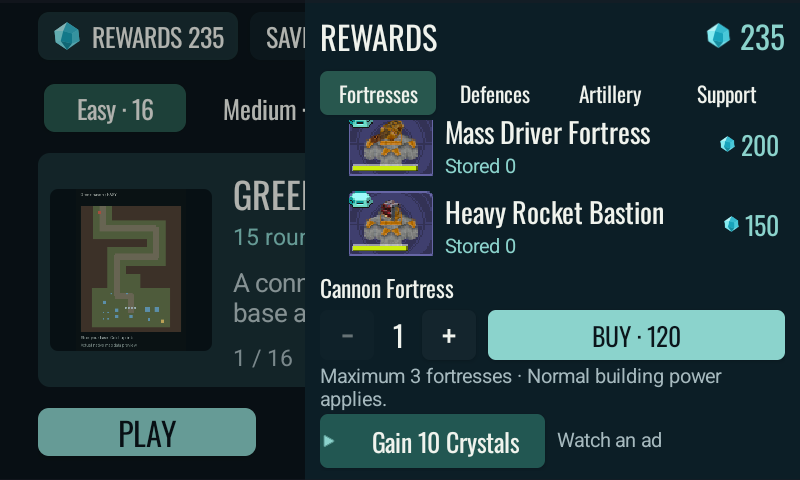 REWARDS 235
SAVE
Easy · 16
Medium ·
GREE
15 roun
A conn
base a
1 / 16
PLAY
REWARDS
235
Fortresses
Defences
Artillery
Support
Mass Driver Fortress
Stored 0
200
Heavy Rocket Bastion
Stored 0
150
Cannon Fortress
-
1
+
BUY · 120
Maximum 3 fortresses · Normal building power
applies.
Gain 10 Crystals
Watch an ad